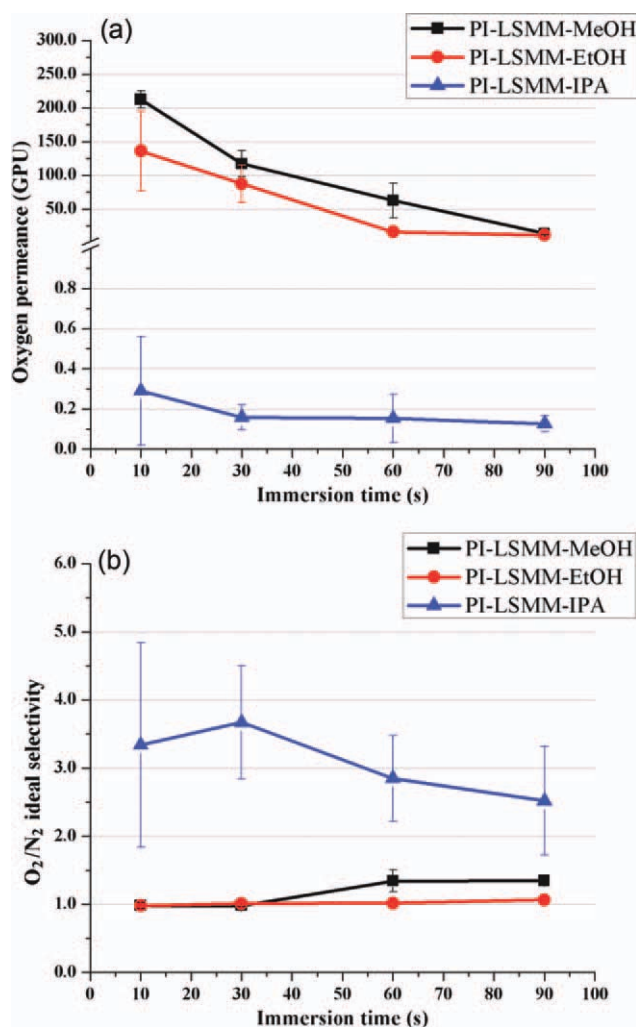 (a)
PI-LSMM-MeOH
PI-LSMM-EtOH
PI-LSMM-IPA
300.0
250.0
200.0
150.0
100.0
50.0
0.8
0.6
0.4
0.2
0.0
Oxygen permeance (GPU)
0 10 20 30 40 50 60 70 80 90 100
Immersion time (s)
(b)
PI-LSMM-MeOH
PI-LSMM-EtOH
PI-LSMM-IPA
6.0
5.0
4.0
3.0
2.0
1.0
0.0
O₂/N₂ ideal selectivity
0 10 20 30 40 50 60 70 80 90 100
Immersion time (s)